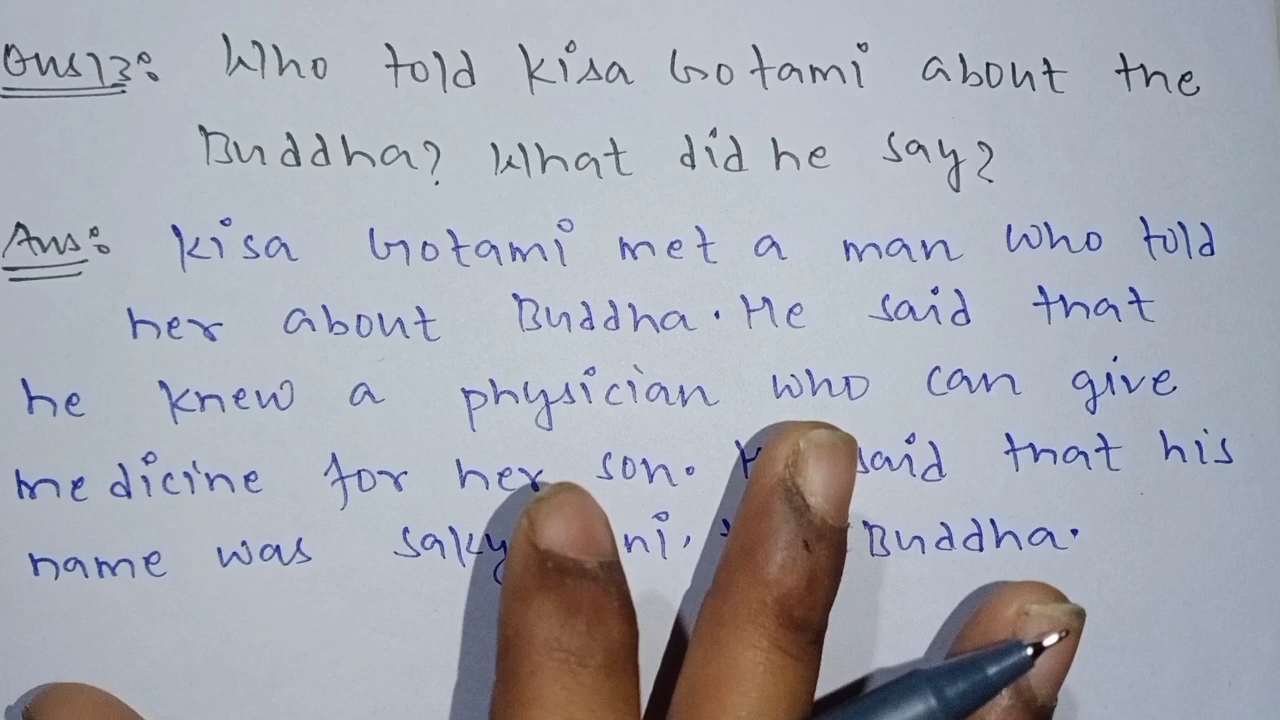 Qus13: Who told Kisa Gotami about the
Buddha? What did he say?
Ans: Kisa Gotami met a man who told
her about Buddha. He said that
he knew a physician who can give
medicine for her son. said that his
name was Buddha.